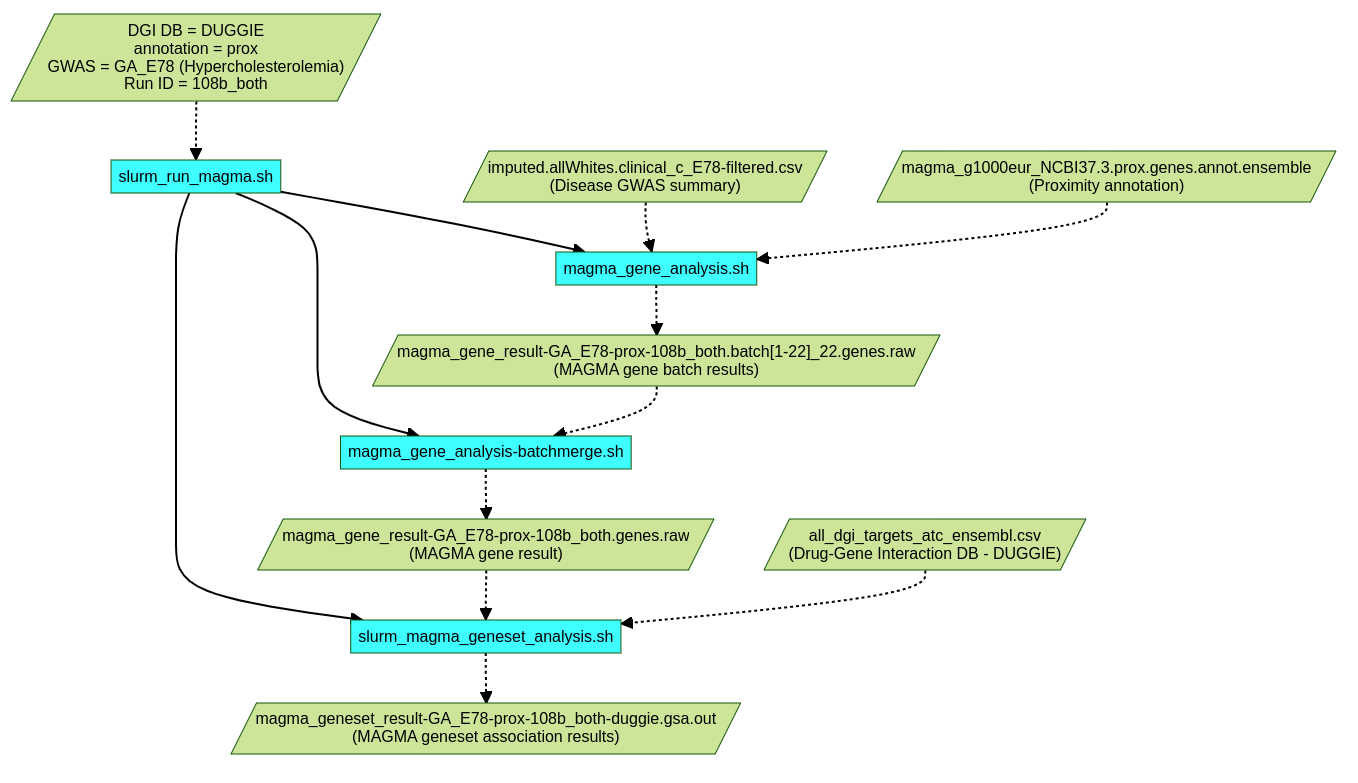 DGI DB = DUGGIE
annotation = prox
GWAS = GA_E78 (Hypercholesterolemia)
Run ID = 108b_both
slurm_run_magma.sh
imputed.allWhites.clinical_c_E78-filtered.csv
(Disease GWAS summary)
magma_g1000eur_NCBI37.3.prox.genes.annot.ensemble
(Proximity annotation)
magma_gene_analysis.sh
magma_gene_result-GA_E78-prox-108b_both.batch[1-22]_22.genes.raw
(MAGMA gene batch results)
magma_gene_analysis-batchmerge.sh
magma_gene_result-GA_E78-prox-108b_both.genes.raw
(MAGMA gene result)
all_dgi_targets_atc_ensembl.csv
(Drug-Gene Interaction DB - DUGGIE)
slurm_magma_geneset_analysis.sh
magma_geneset_result-GA_E78-prox-108b_both-duggie.gsa.out
(MAGMA geneset association results)